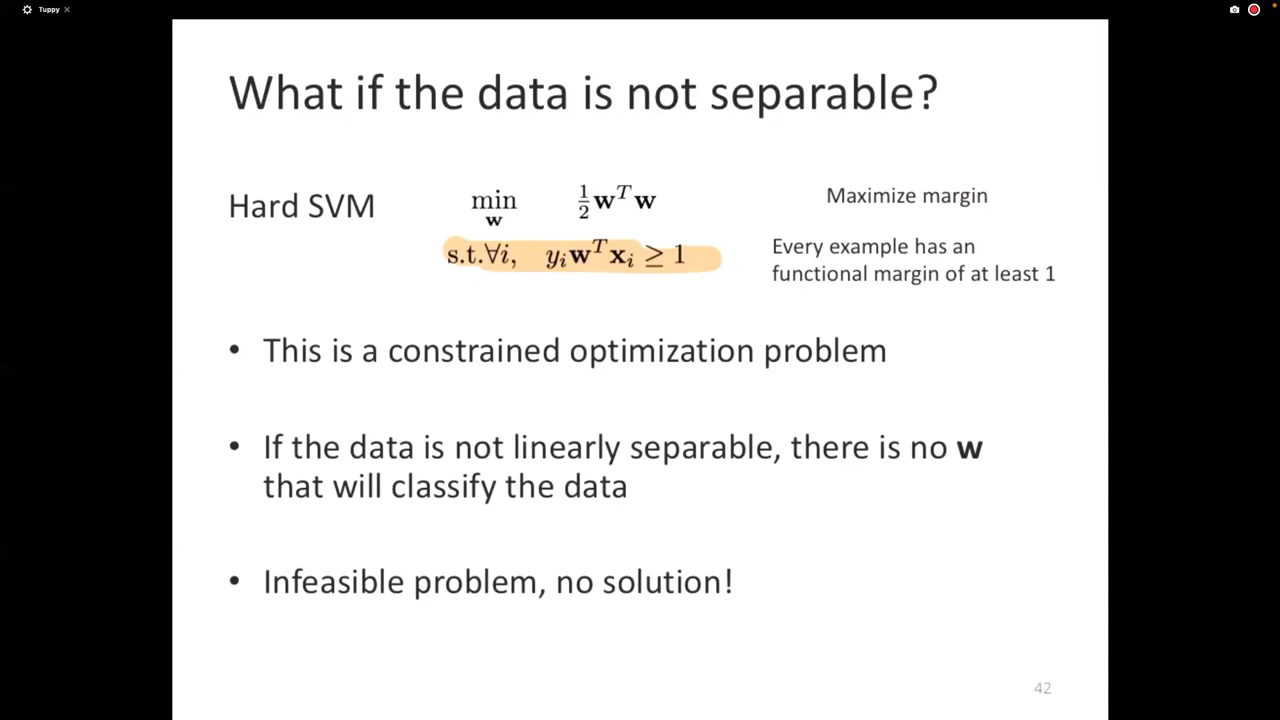 Tuppy
What if the data is not separable?
Hard SVM
min w ½ wᵀw
Maximize margin
s.t.∀i, yᵢwᵀxᵢ ≥ 1
Every example has an
functional margin of at least 1
• This is a constrained optimization problem
• If the data is not linearly separable, there is no w
that will classify the data
• Infeasible problem, no solution!
42